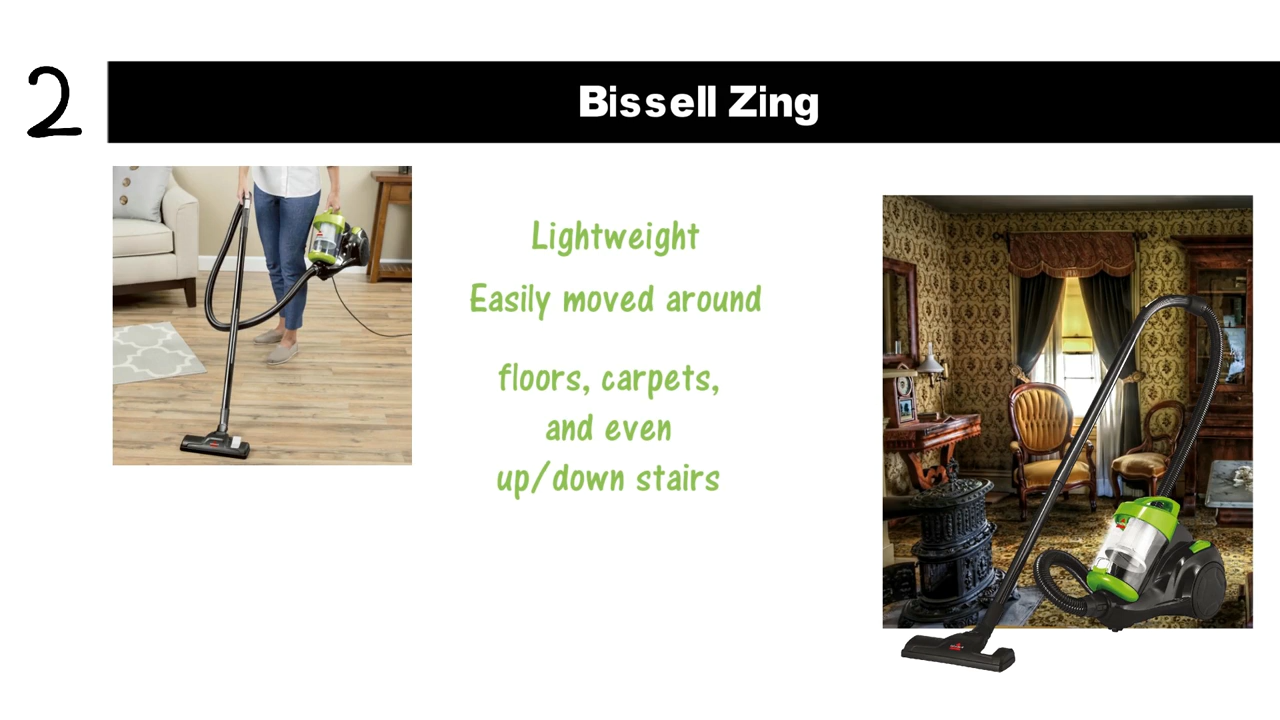 2
Bissell Zing
Lightweight
Easily moved around
floors, carpets,
and even
up/down stairs